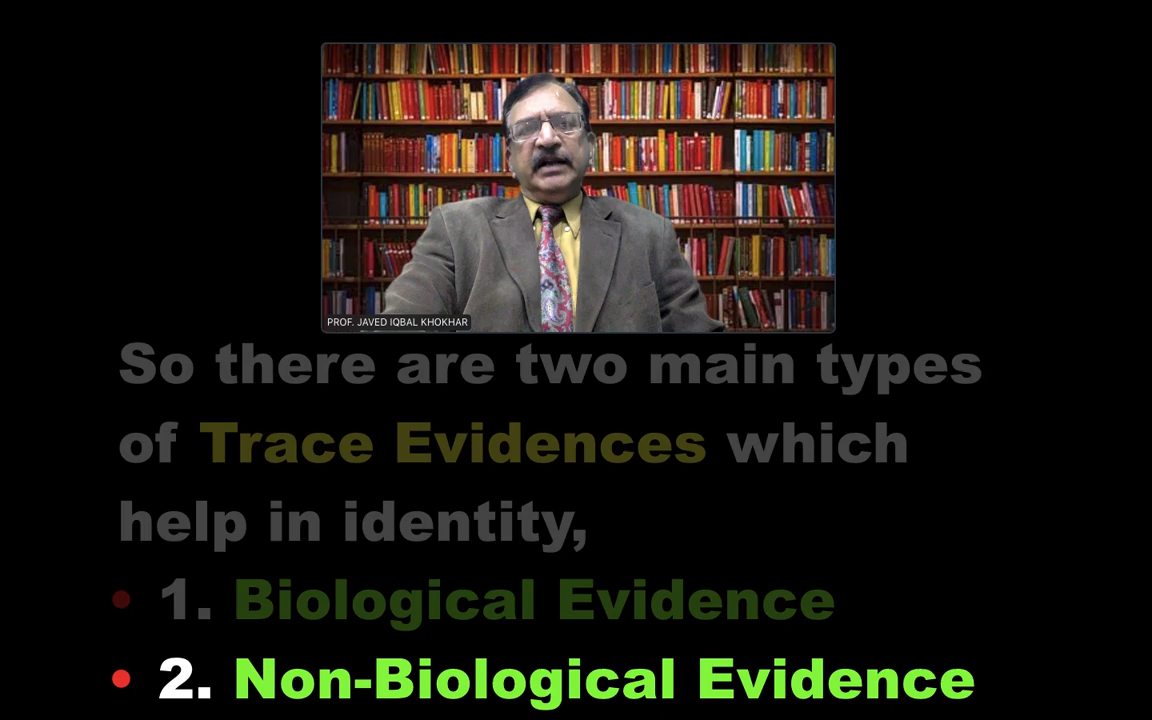 PROF. JAVED IQBAL KHOKHAR
So there are two main types
of Trace Evidences which
help in identity,
• 1. Biological Evidence
• 2. Non-Biological Evidence